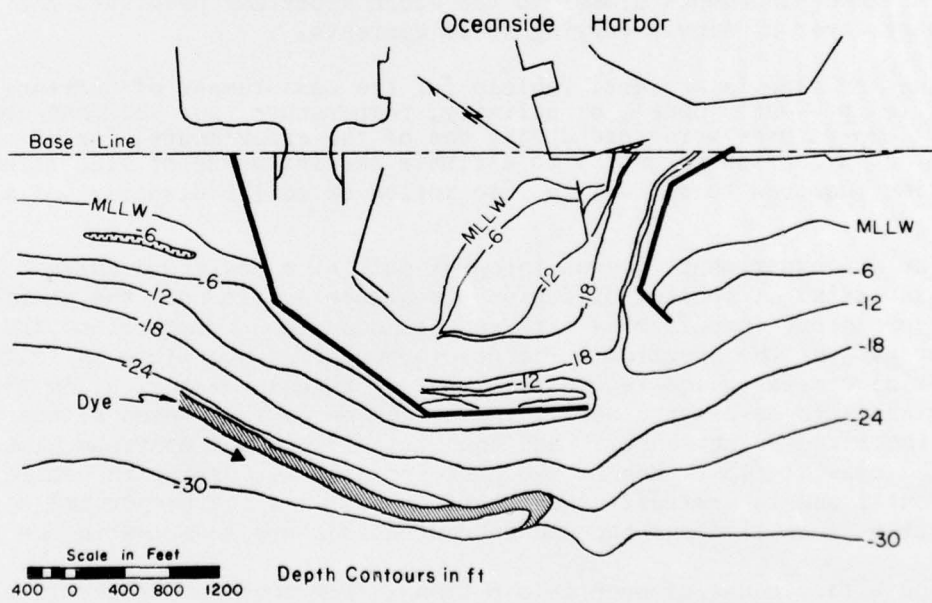 Oceanside Harbor
N
Base Line
MLLW
-6
-6
-12
-18
-24
Dye
-30
MLLW
-6
-12
-18
-18
-12
MLLW
-6
-12
-18
-24
-30
Scale in Feet
400 0 400 800 1200
Depth Contours in ft